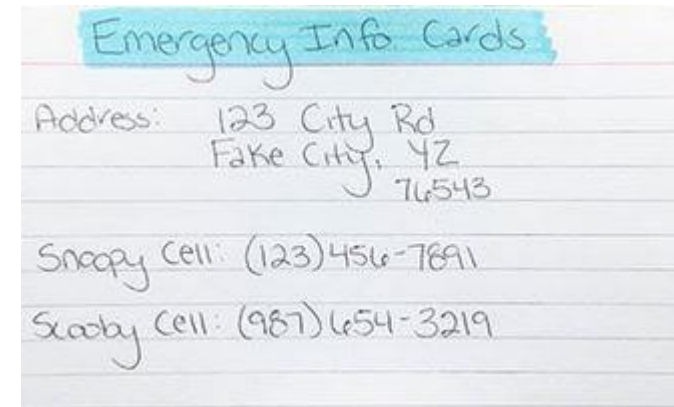 Emergency Info. Cards
Address: 123 City Rd
Fake City, YZ
76543
Snoopy Cell: (123)456-7891
Scooby Cell: (987)654-3219